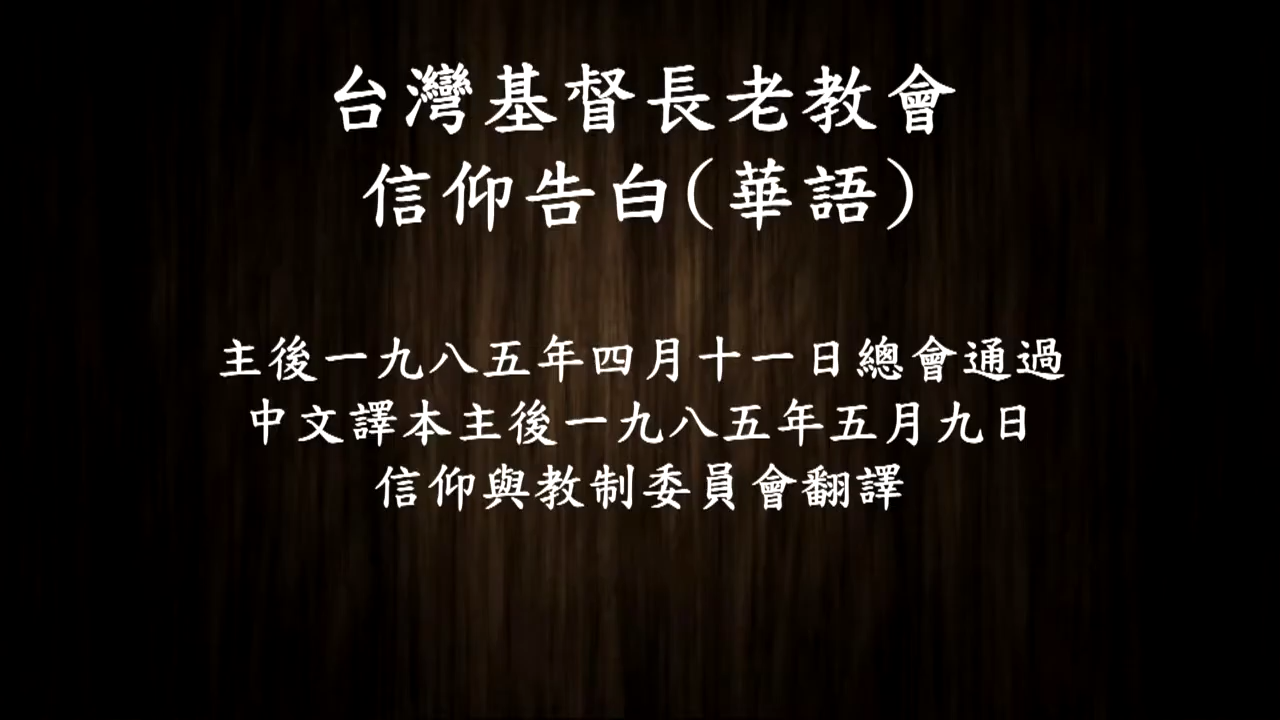 台灣基督長老教會
信仰告白(華語)
主後一九八五年四月十一日總會通過
中文譯本主後一九八五年五月九日
信仰與教制委員會翻譯